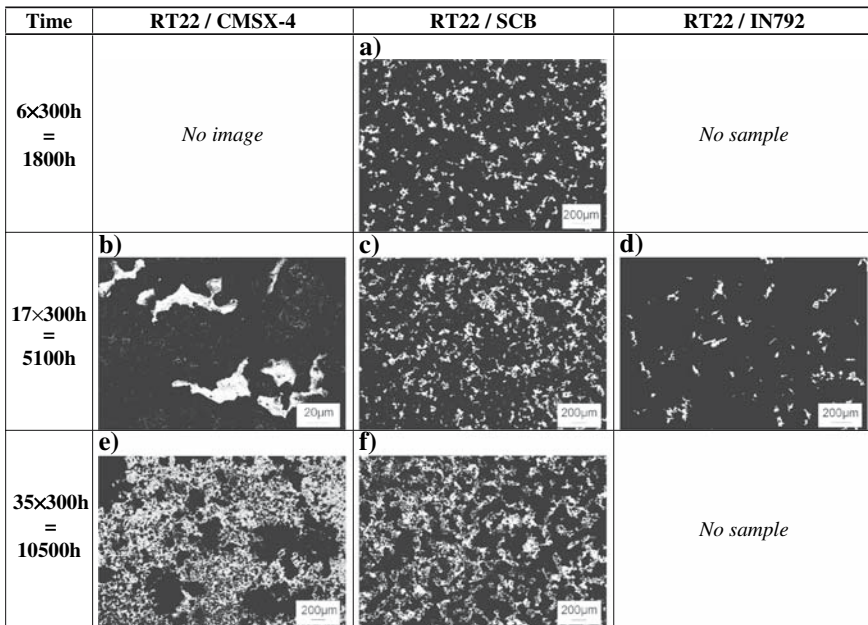 Time RT22 / CMSX-4 RT22 / SCB RT22 / IN792
a)
6×300h
=
1800h
No image
200μm
No sample
b) c) d)
17×300h
=
5100h
20μm
200μm
200μm
e) f)
35×300h
=
10500h
200μm
200μm
No sample